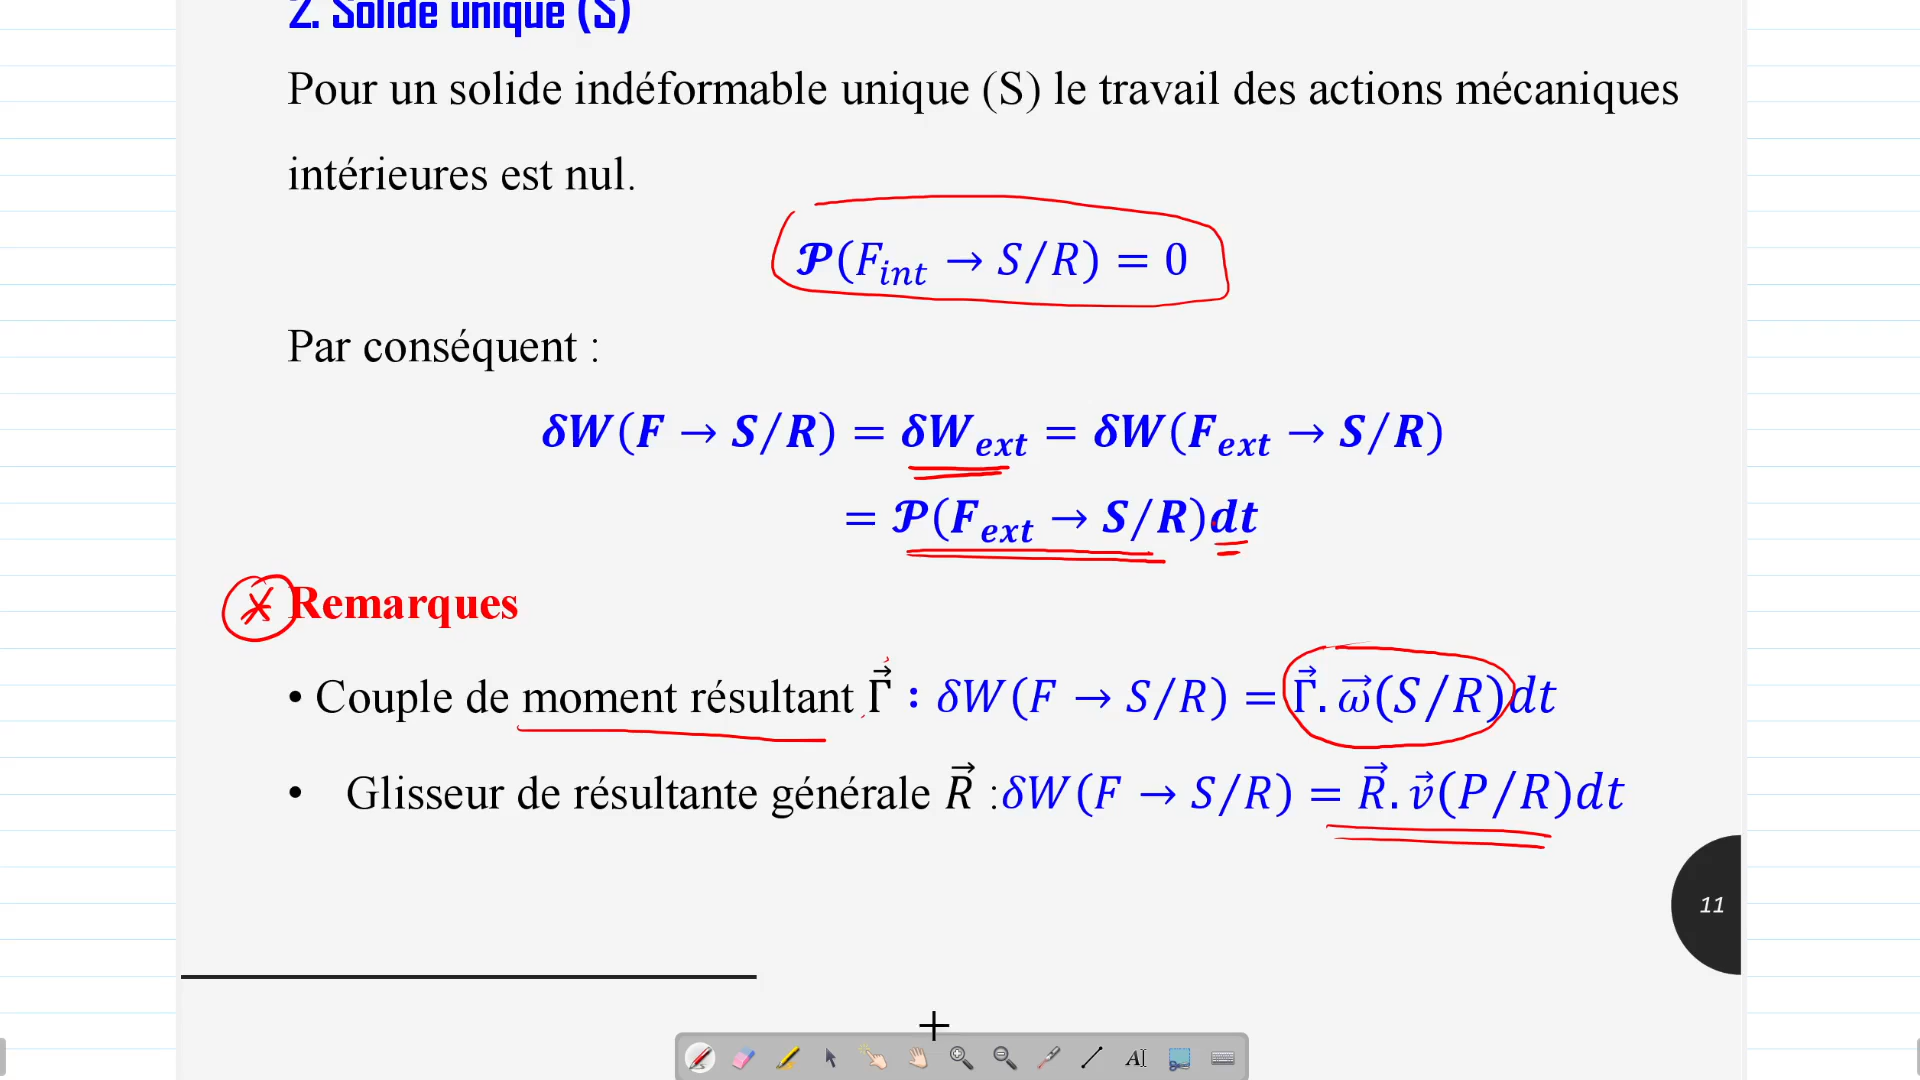 2. Solide unique (S)
Pour un solide indéformable unique (S) le travail des actions mécaniques
intérieures est nul.
𝓟(F_int → S/R) = 0
Par conséquent :
δW(F → S/R) = δW_ext = δW(F_ext → S/R)
= 𝓟(F_ext → S/R)dt
Remarques
• Couple de moment résultant Γ⃗ : δW(F → S/R) = Γ⃗. ω⃗(S/R)dt
• Glisseur de résultante générale R⃗ :δW(F → S/R) = R⃗. v⃗(P/R)dt
11